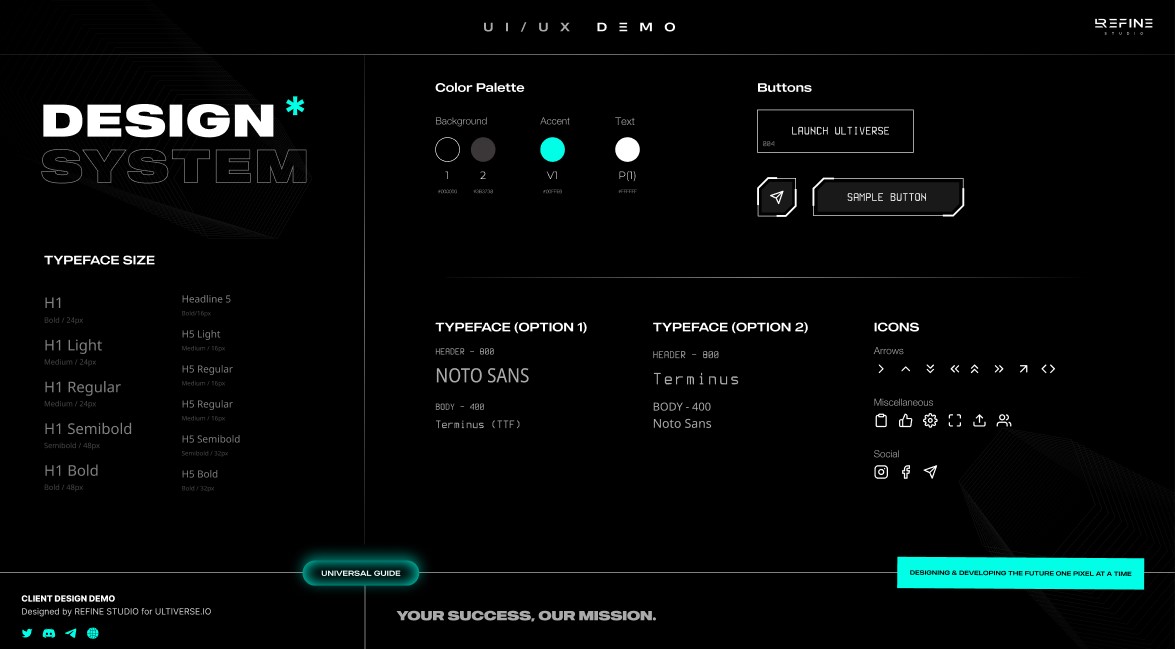 UI/UX DEMO
REFINE
STUDIO
DESIGN*
SYSTEM
TYPEFACE SIZE
H1
Bold / 24px
H1 Light
Medium / 24px
H1 Regular
Medium / 24px
H1 Semibold
Semibold / 48px
H1 Bold
Bold / 48px
Headline 5
Bold/16px
H5 Light
Medium / 16px
H5 Regular
Medium / 16px
H5 Regular
Medium / 16px
H5 Semibold
Semibold / 32px
H5 Bold
Bold / 32px
Color Palette
Background
Accent
Text
1
2
V1
P(1)
Buttons
LAUNCH ULTIVERSE
004
SAMPLE BUTTON
TYPEFACE (OPTION 1)
HEADER - 800
NOTO SANS
BODY - 400
Terminus (TTF)
TYPEFACE (OPTION 2)
HEADER - 800
Terminus
BODY - 400
Noto Sans
ICONS
Arrows
Miscellaneous
Social
UNIVERSAL GUIDE
DESIGNING & DEVELOPING THE FUTURE ONE PIXEL AT A TIME
CLIENT DESIGN DEMO
Designed by REFINE STUDIO for ULTIVERSE.IO
YOUR SUCCESS, OUR MISSION.